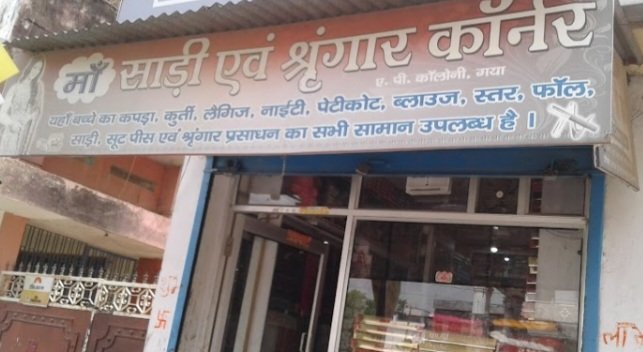 माँ साड़ी एवं श्रृंगार कॉर्नर
ए. पी. कॉलोनी, गया
यहाँ बच्चे का कपड़ा, कुर्ती, लैगिज, नाईटी, पेटीकोट, ब्लाउज, स्तर, फॉल,
साड़ी, सूट पीस एवं श्रृंगार प्रसाधन का सभी सामान उपलब्ध है ।